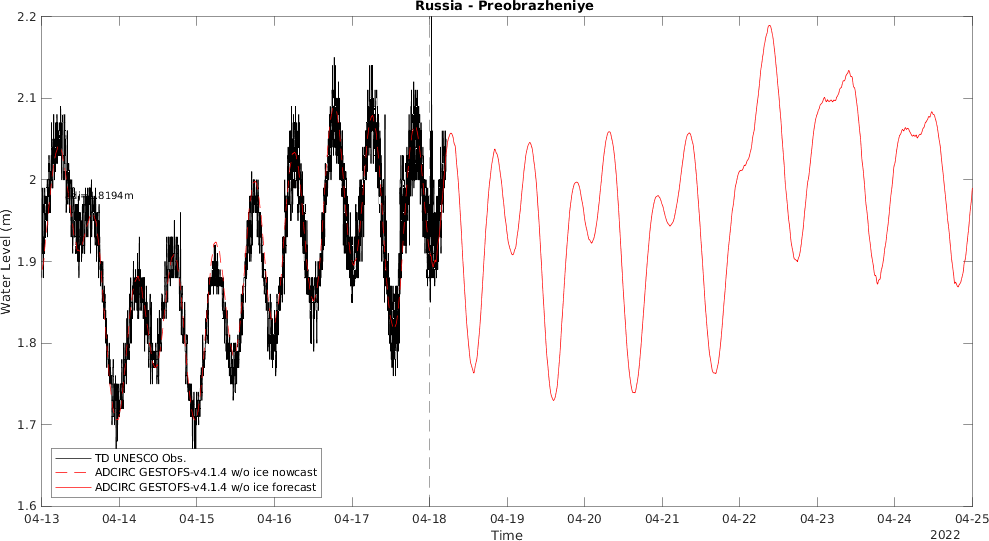 Russia - Preobrazheniye
2.2
2.1
2
1.9
1.8
1.7
1.6
Water Level (m)
8194m
TD UNESCO Obs.
ADCIRC GESTOFS-v4.1.4 w/o ice nowcast
ADCIRC GESTOFS-v4.1.4 w/o ice forecast
04-13 04-14 04-15 04-16 04-17 04-18 04-19 04-20 04-21 04-22 04-23 04-24 04-25
Time
2022